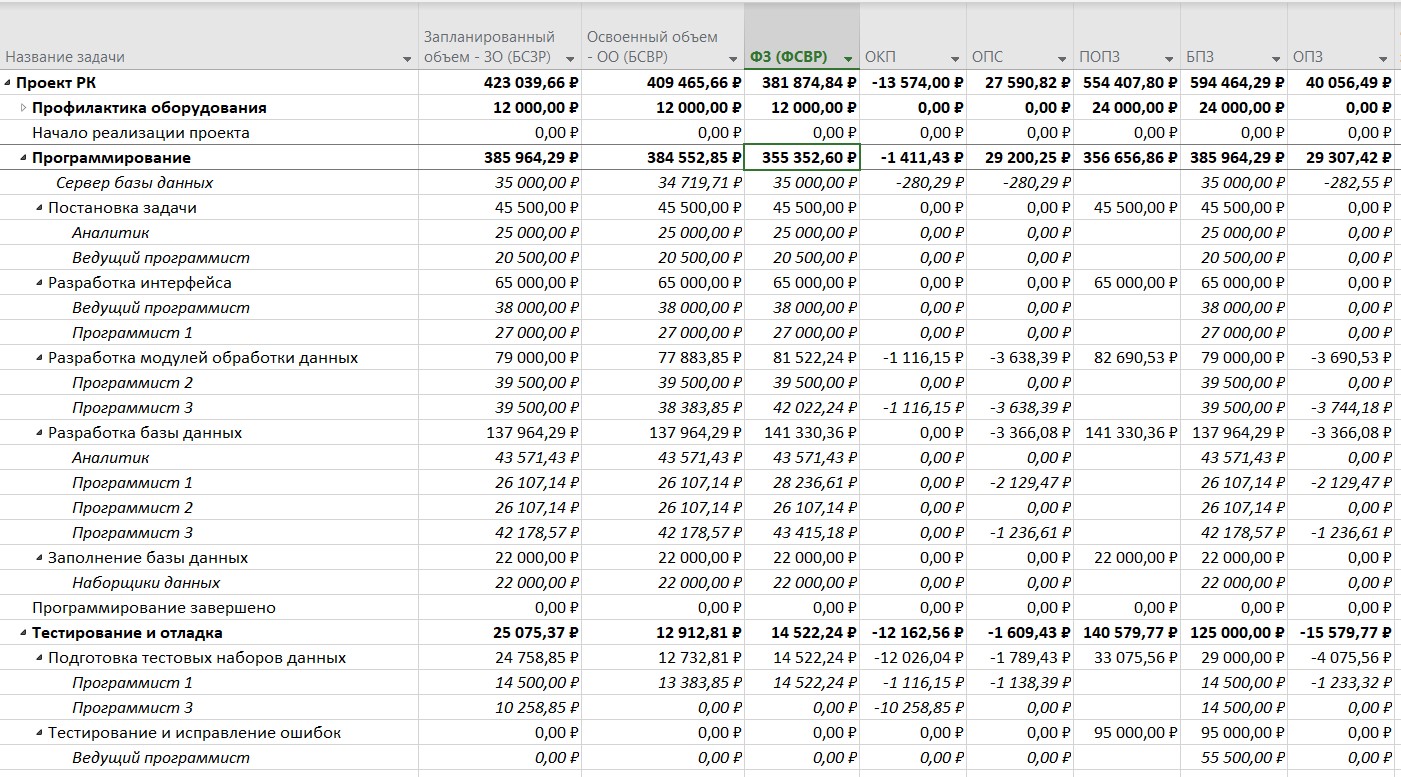 Название задачи Запланированный объем - ЗО (БСЗР) Освоенный объем - ОО (БСВР) ФЗ (ФСВР) ОКП ОПС ПОПЗ БПЗ ОПЗ
Проект РК 423 039,66 ₽ 409 465,66 ₽ 381 874,84 ₽ -13 574,00 ₽ 27 590,82 ₽ 554 407,80 ₽ 594 464,29 ₽ 40 056,49 ₽
Профилактика оборудования 12 000,00 ₽ 12 000,00 ₽ 12 000,00 ₽ 0,00 ₽ 0,00 ₽ 24 000,00 ₽ 24 000,00 ₽ 0,00 ₽
Начало реализации проекта 0,00 ₽ 0,00 ₽ 0,00 ₽ 0,00 ₽ 0,00 ₽ 0,00 ₽ 0,00 ₽ 0,00 ₽
Программирование 385 964,29 ₽ 384 552,85 ₽ 355 352,60 ₽ -1 411,43 ₽ 29 200,25 ₽ 356 656,86 ₽ 385 964,29 ₽ 29 307,42 ₽
Сервер базы данных 35 000,00 ₽ 34 719,71 ₽ 35 000,00 ₽ -280,29 ₽ -280,29 ₽ 35 000,00 ₽ -282,55 ₽
Постановка задачи 45 500,00 ₽ 45 500,00 ₽ 45 500,00 ₽ 0,00 ₽ 0,00 ₽ 45 500,00 ₽ 45 500,00 ₽ 0,00 ₽
Аналитик 25 000,00 ₽ 25 000,00 ₽ 25 000,00 ₽ 0,00 ₽ 0,00 ₽ 25 000,00 ₽ 0,00 ₽
Ведущий программист 20 500,00 ₽ 20 500,00 ₽ 20 500,00 ₽ 0,00 ₽ 0,00 ₽ 20 500,00 ₽ 0,00 ₽
Разработка интерфейса 65 000,00 ₽ 65 000,00 ₽ 65 000,00 ₽ 0,00 ₽ 0,00 ₽ 65 000,00 ₽ 65 000,00 ₽ 0,00 ₽
Ведущий программист 38 000,00 ₽ 38 000,00 ₽ 38 000,00 ₽ 0,00 ₽ 0,00 ₽ 38 000,00 ₽ 0,00 ₽
Программист 1 27 000,00 ₽ 27 000,00 ₽ 27 000,00 ₽ 0,00 ₽ 0,00 ₽ 27 000,00 ₽ 0,00 ₽
Разработка модулей обработки данных 79 000,00 ₽ 77 883,85 ₽ 81 522,24 ₽ -1 116,15 ₽ -3 638,39 ₽ 82 690,53 ₽ 79 000,00 ₽ -3 690,53 ₽
Программист 2 39 500,00 ₽ 39 500,00 ₽ 39 500,00 ₽ 0,00 ₽ 0,00 ₽ 39 500,00 ₽ 0,00 ₽
Программист 3 39 500,00 ₽ 38 383,85 ₽ 42 022,24 ₽ -1 116,15 ₽ -3 638,39 ₽ 39 500,00 ₽ -3 744,18 ₽
Разработка базы данных 137 964,29 ₽ 137 964,29 ₽ 141 330,36 ₽ 0,00 ₽ -3 366,08 ₽ 141 330,36 ₽ 137 964,29 ₽ -3 366,08 ₽
Аналитик 43 571,43 ₽ 43 571,43 ₽ 43 571,43 ₽ 0,00 ₽ 0,00 ₽ 43 571,43 ₽ 0,00 ₽
Программист 1 26 107,14 ₽ 26 107,14 ₽ 28 236,61 ₽ 0,00 ₽ -2 129,47 ₽ 26 107,14 ₽ -2 129,47 ₽
Программист 2 26 107,14 ₽ 26 107,14 ₽ 26 107,14 ₽ 0,00 ₽ 0,00 ₽ 26 107,14 ₽ 0,00 ₽
Программист 3 42 178,57 ₽ 42 178,57 ₽ 43 415,18 ₽ 0,00 ₽ -1 236,61 ₽ 42 178,57 ₽ -1 236,61 ₽
Заполнение базы данных 22 000,00 ₽ 22 000,00 ₽ 22 000,00 ₽ 0,00 ₽ 0,00 ₽ 22 000,00 ₽ 22 000,00 ₽ 0,00 ₽
Наборщики данных 22 000,00 ₽ 22 000,00 ₽ 22 000,00 ₽ 0,00 ₽ 0,00 ₽ 22 000,00 ₽ 0,00 ₽
Программирование завершено 0,00 ₽ 0,00 ₽ 0,00 ₽ 0,00 ₽ 0,00 ₽ 0,00 ₽ 0,00 ₽ 0,00 ₽
Тестирование и отладка 25 075,37 ₽ 12 912,81 ₽ 14 522,24 ₽ -12 162,56 ₽ -1 609,43 ₽ 140 579,77 ₽ 125 000,00 ₽ -15 579,77 ₽
Подготовка тестовых наборов данных 24 758,85 ₽ 12 732,81 ₽ 14 522,24 ₽ -12 026,04 ₽ -1 789,43 ₽ 33 075,56 ₽ 29 000,00 ₽ -4 075,56 ₽
Программист 1 14 500,00 ₽ 13 383,85 ₽ 14 522,24 ₽ -1 116,15 ₽ -1 138,39 ₽ 14 500,00 ₽ -1 233,32 ₽
Программист 3 10 258,85 ₽ 0,00 ₽ 0,00 ₽ -10 258,85 ₽ 0,00 ₽ 14 500,00 ₽ 0,00 ₽
Тестирование и исправление ошибок 0,00 ₽ 0,00 ₽ 0,00 ₽ 0,00 ₽ 0,00 ₽ 95 000,00 ₽ 95 000,00 ₽ 0,00 ₽
Ведущий программист 0,00 ₽ 0,00 ₽ 0,00 ₽ 0,00 ₽ 0,00 ₽ 55 500,00 ₽ 0,00 ₽